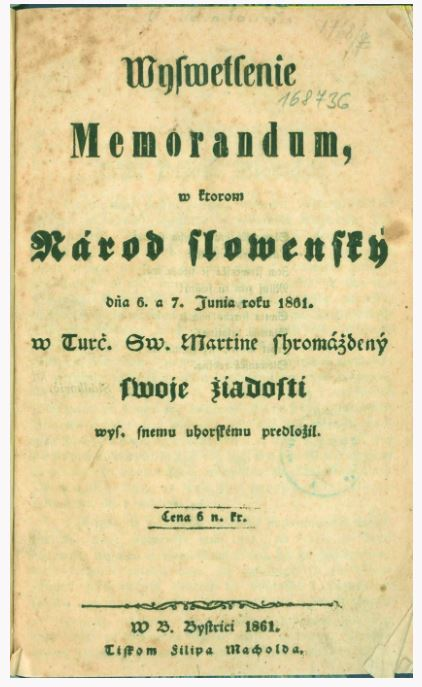 Wyſwetlenie
168736
Memorandum,
w ktorom
Národ ſlowenſký
dňa 6. a 7. Junia roku 1861.
w Turč. Sw. Martine ſhromáždený
ſwoje žiadoſti
wyſ. ſnemu uhorſkému predložil.
Cena 6 n. kr.
W B. Byſtrici 1861.
Tiſkom Filipa Macholda.